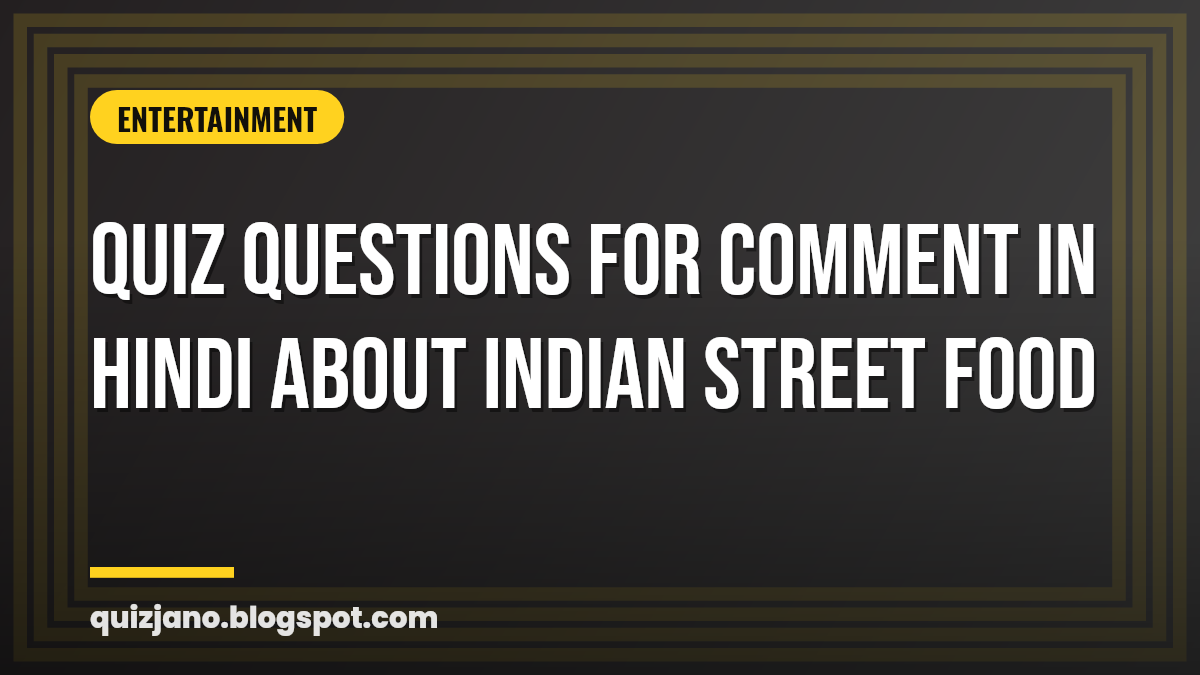 ENTERTAINMENT
QUIZ QUESTIONS FOR COMMENT IN
HINDI ABOUT INDIAN STREET FOOD
quizjano.blogspot.com